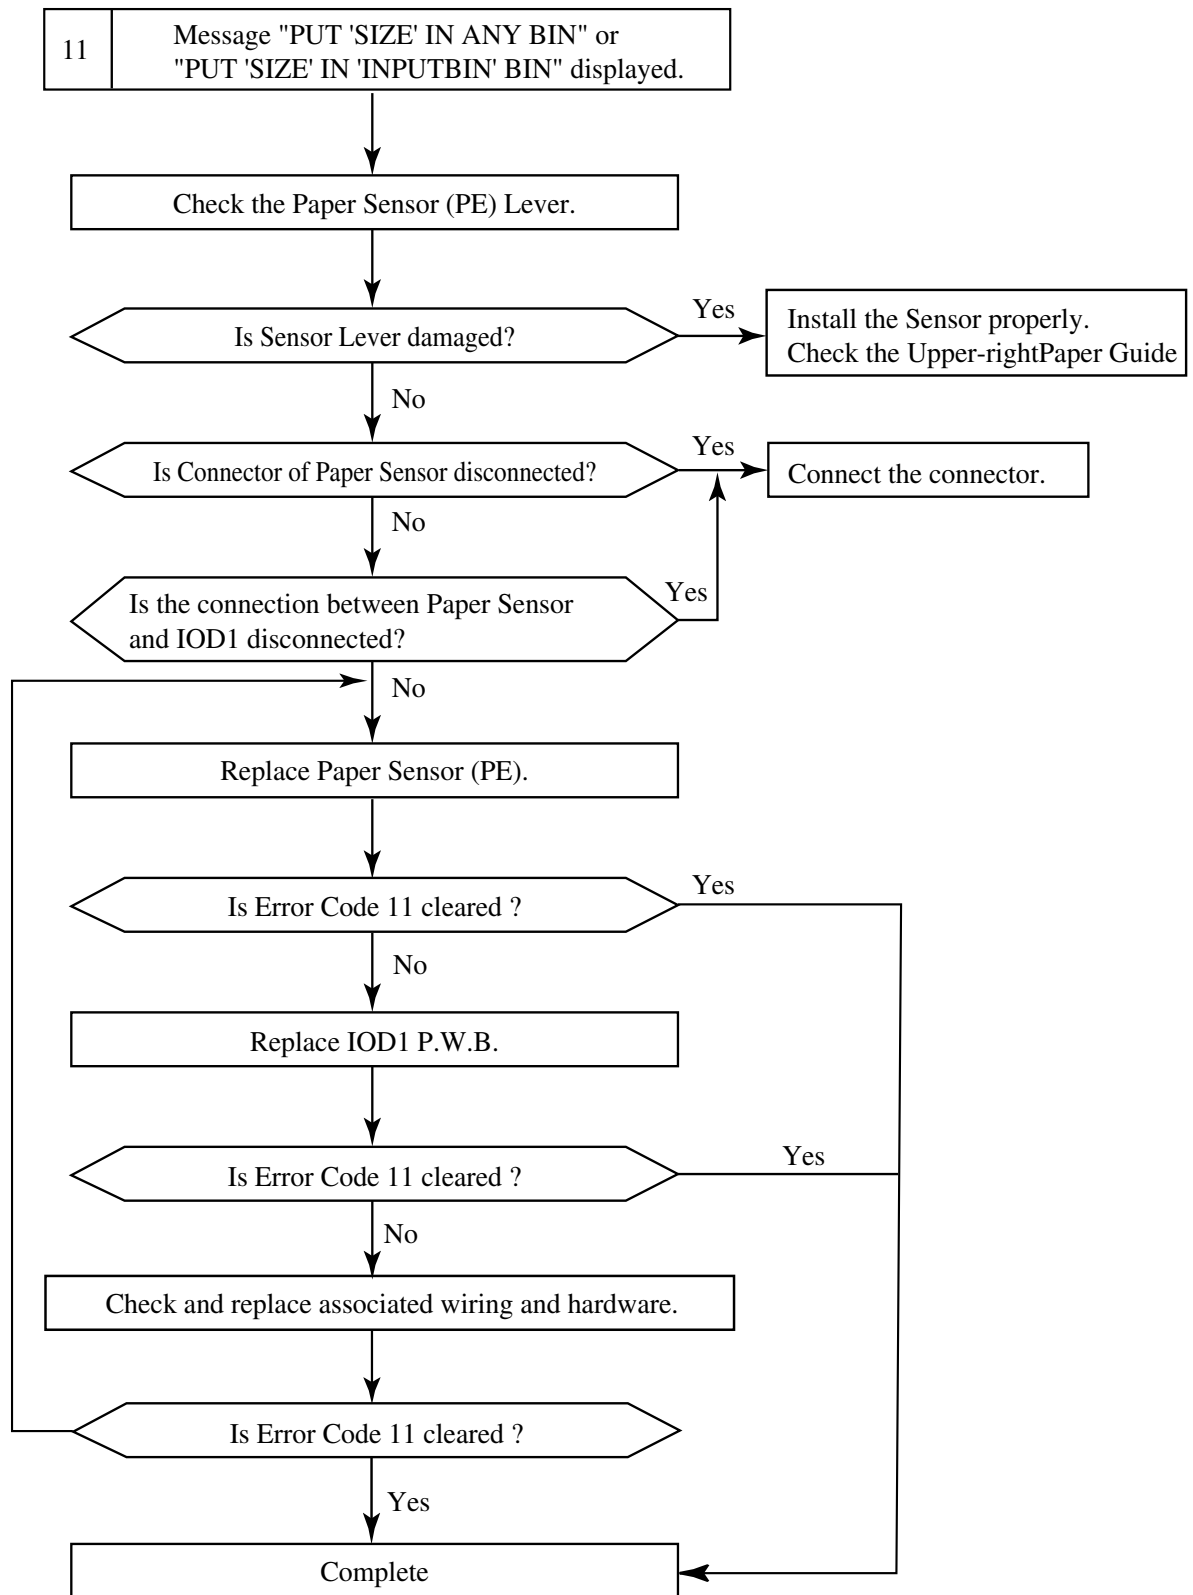 11
Message "PUT 'SIZE' IN ANY BIN" or
"PUT 'SIZE' IN 'INPUTBIN' BIN" displayed.
Check the Paper Sensor (PE) Lever.
Is Sensor Lever damaged?
Yes
Install the Sensor properly.
Check the Upper-rightPaper Guide
No
Is Connector of Paper Sensor disconnected?
Yes
Connect the connector.
No
Is the connection between Paper Sensor
and IOD1 disconnected?
Yes
No
Replace Paper Sensor (PE).
Is Error Code 11 cleared ?
Yes
No
Replace IOD1 P.W.B.
Is Error Code 11 cleared ?
Yes
No
Check and replace associated wiring and hardware.
Is Error Code 11 cleared ?
Yes
Complete